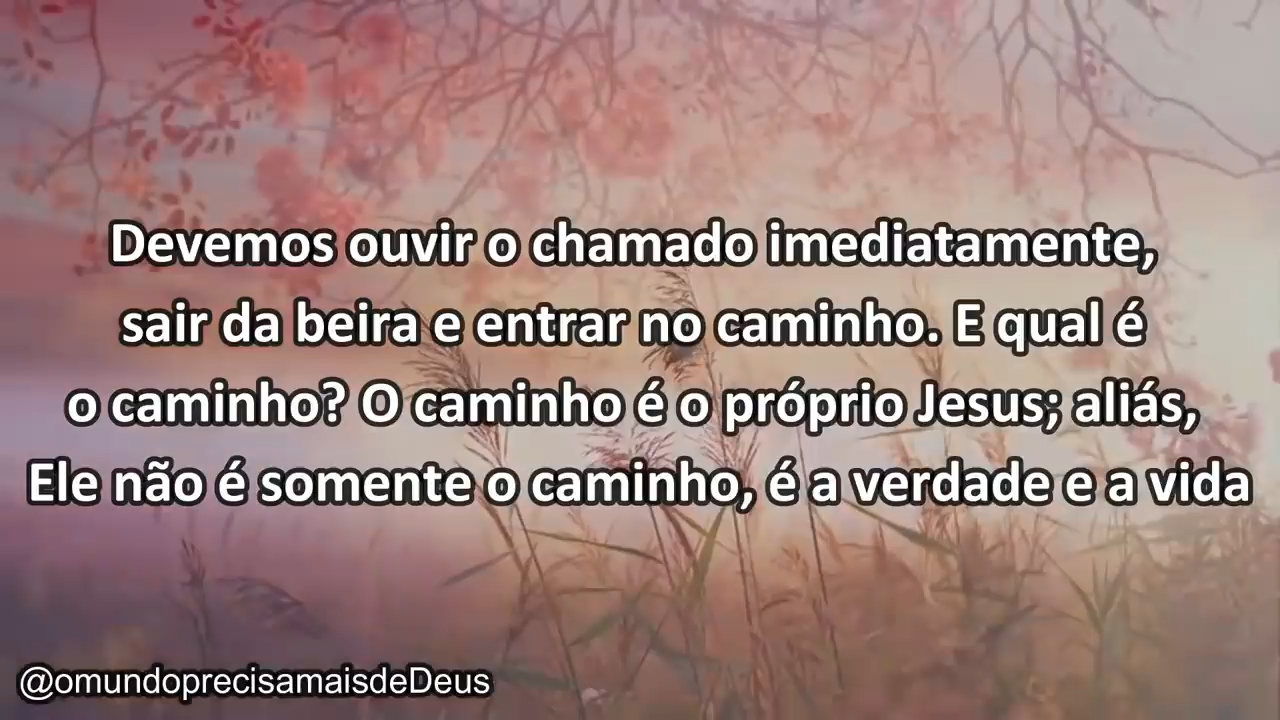 Devemos ouvir o chamado imediatamente,
sair da beira e entrar no caminho. E qual é
o caminho? O caminho é o próprio Jesus; aliás,
Ele não é somente o caminho, é a verdade e a vida
@omundoprecisamaisdeDeus